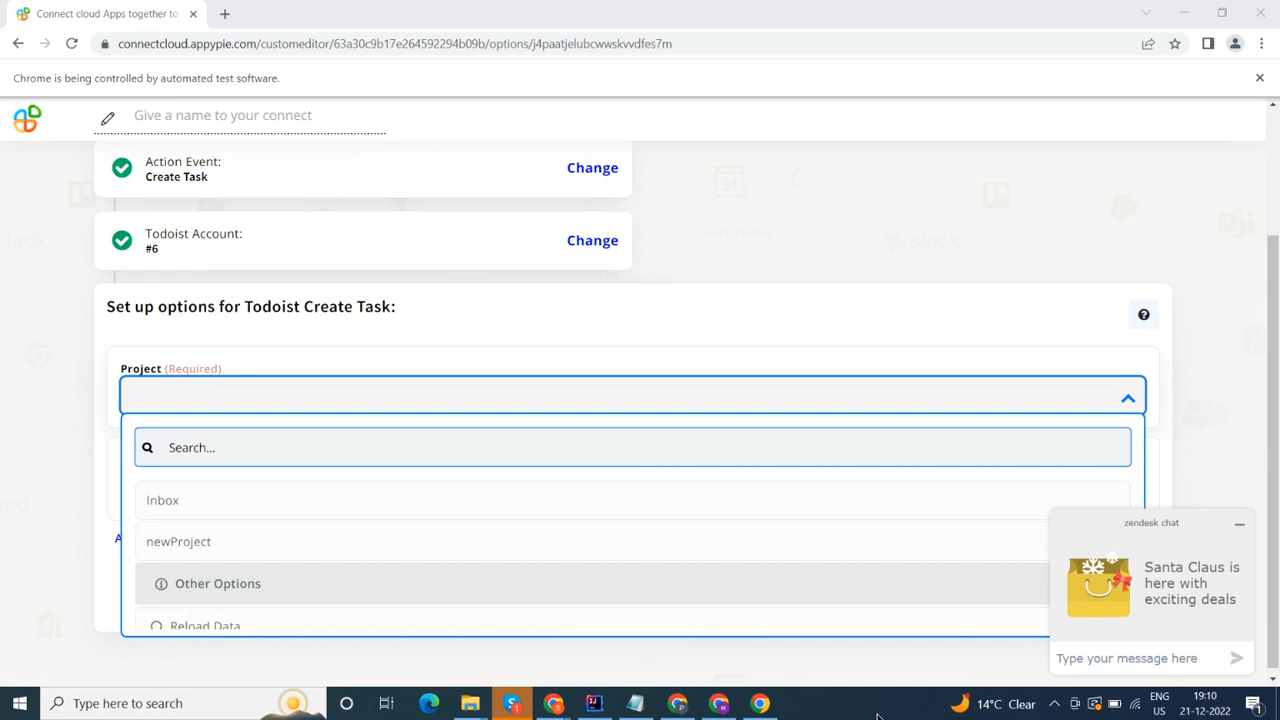 Connect cloud Apps together to
connectcloud.appypie.com/customeditor/63a30c9b17e264592294b09b/options/j4paatjelubcwwskvvdfes7m
Chrome is being controlled by automated test software.
Give a name to your connect
Action Event:
Create Task
Change
Todoist Account:
#6
Change
Set up options for Todoist Create Task:
Project (Required)
Search...
Inbox
newProject
Other Options
Reload Data
A
zendesk chat
Santa Claus is
here with
exciting deals
Type your message here
Type here to search
14°C Clear
ENG
US
19:10
21-12-2022
1